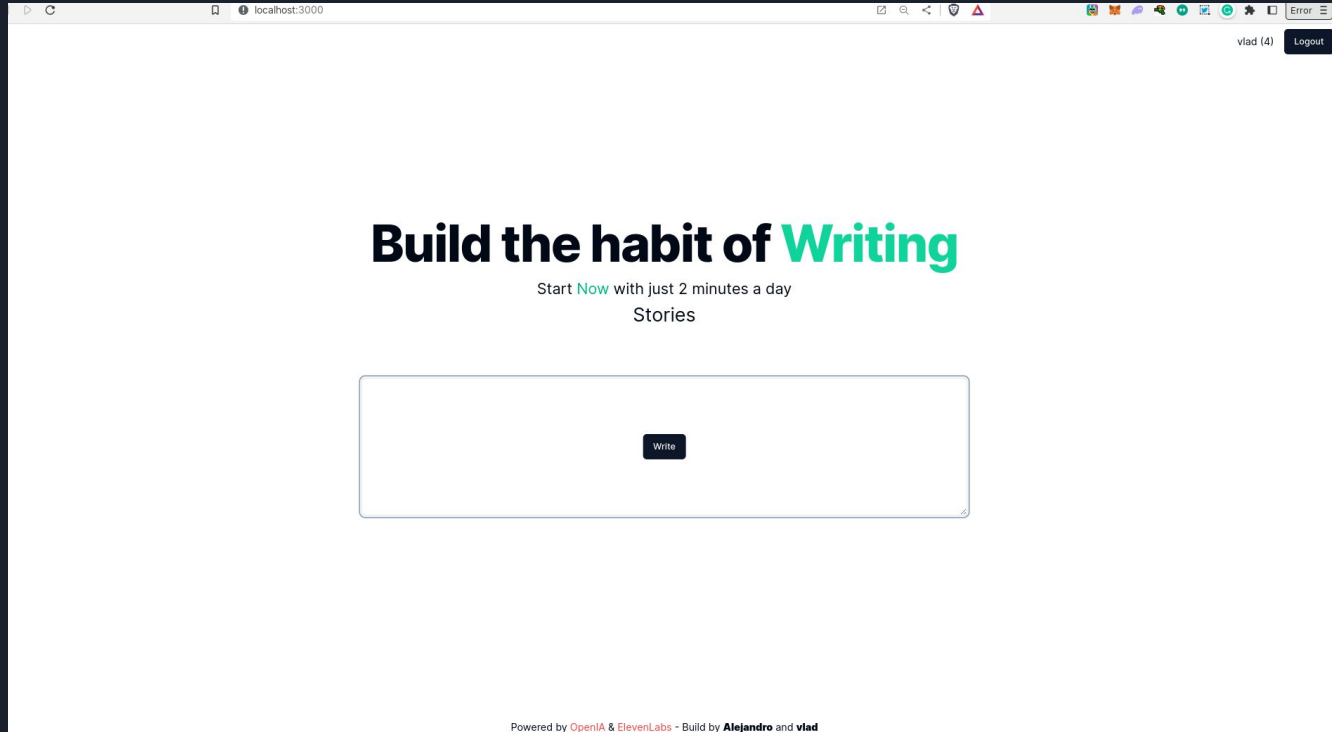 localhost:3000
Error
vlad (4)
Logout
Build the habit of Writing
Start Now with just 2 minutes a day
Stories
Write
Powered by OpenIA & ElevenLabs - Build by Alejandro and vlad